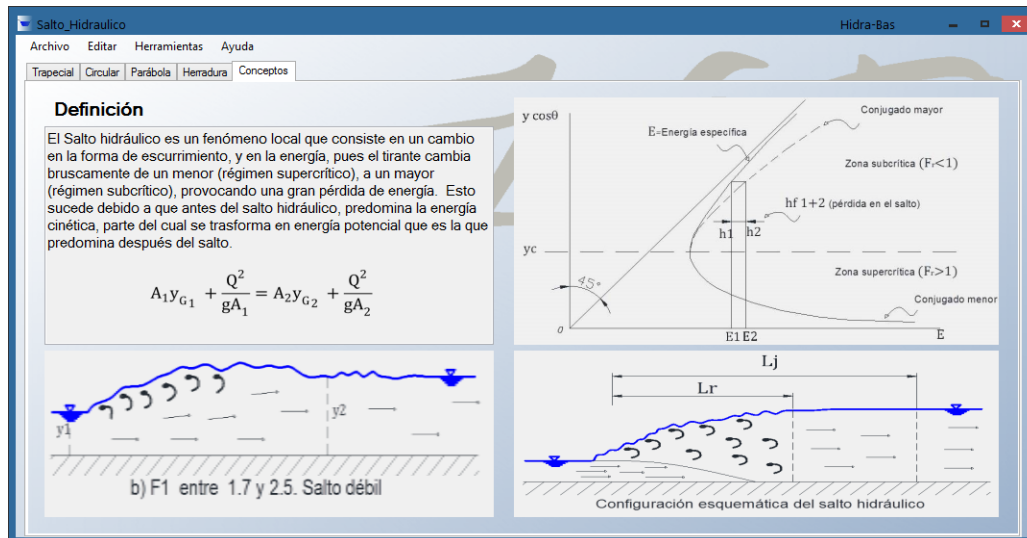 Salto_Hidraulico
Hidra-Bas
Archivo Editar Herramientas Ayuda
Trapecial Circular Parábola Herradura Conceptos
Definición
El Salto hidráulico es un fenómeno local que consiste en un cambio
en la forma de escurrimiento, y en la energía, pues el tirante cambia
bruscamente de un menor (régimen supercrítico), a un mayor
(régimen subcrítico), provocando una gran pérdida de energía. Esto
sucede debido a que antes del salto hidráulico, predomina la energía
cinética, parte del cual se trasforma en energía potencial que es la que
predomina después del salto.
A₁y_G₁ + Q²/gA₁ = A₂y_G₂ + Q²/gA₂
y cosθ
Conjugado mayor
E=Energía específica
Zona subcrítica (Fᵣ<1)
hf 1+2 (pérdida en el salto)
h1 h2
yc
Zona supercrítica (Fᵣ>1)
45°
Conjugado menor
0
E1 E2
E
y1
y2
b) F1 entre 1.7 y 2.5. Salto débil
Lj
Lr
Configuración esquemática del salto hidráulico